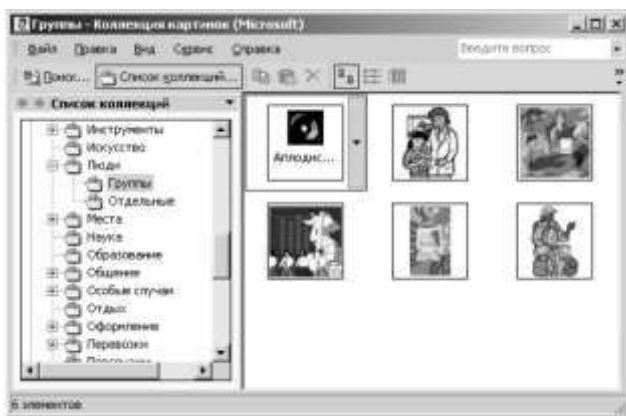 Группы - Коллекция картинок (Microsoft)
Файл Правка Вид Сервис Справка
Введите вопрос
Поиск... Список коллекций...
Список коллекций
Инструменты
Искусство
Люди
Группы
Отдельные
Места
Наука
Образование
Общение
Особые случаи
Отдых
Оформление
Перевозки
Аплодис...
6 элементов